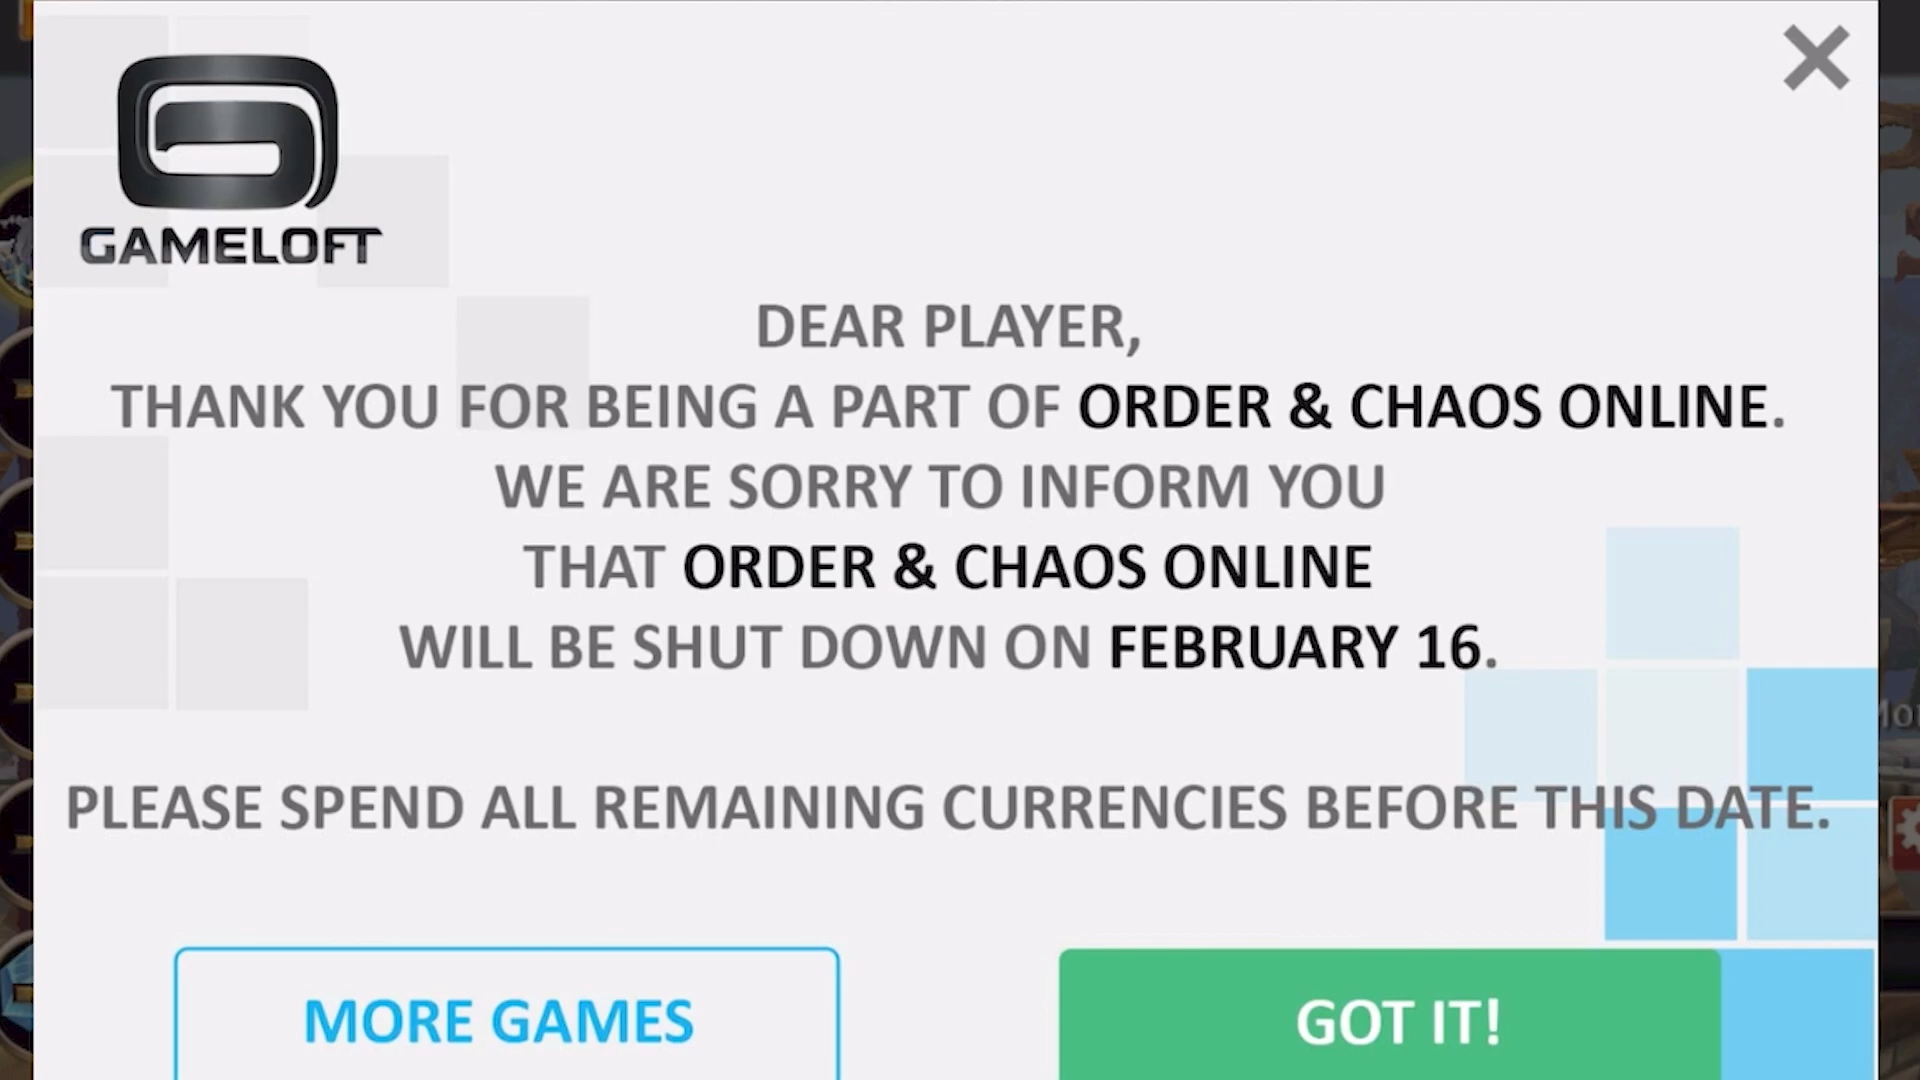 GAMELOFT
DEAR PLAYER,
THANK YOU FOR BEING A PART OF ORDER & CHAOS ONLINE.
WE ARE SORRY TO INFORM YOU
THAT ORDER & CHAOS ONLINE
WILL BE SHUT DOWN ON FEBRUARY 16.
PLEASE SPEND ALL REMAINING CURRENCIES BEFORE THIS DATE.
MORE GAMES
GOT IT!